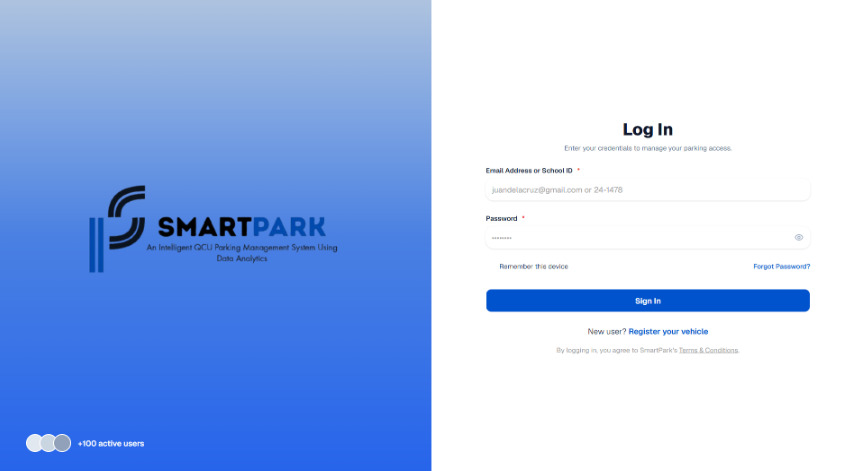 SMARTPARK
An Intelligent QCU Parking Management System Using
Data Analytics
+100 active users
Log In
Enter your credentials to manage your parking access.
Email Address or School ID *
juandelacruz@gmail.com or 24-1478
Password *
Remember this device
Forgot Password?
Sign In
New user? Register your vehicle
By logging in, you agree to SmartPark's Terms & Conditions.